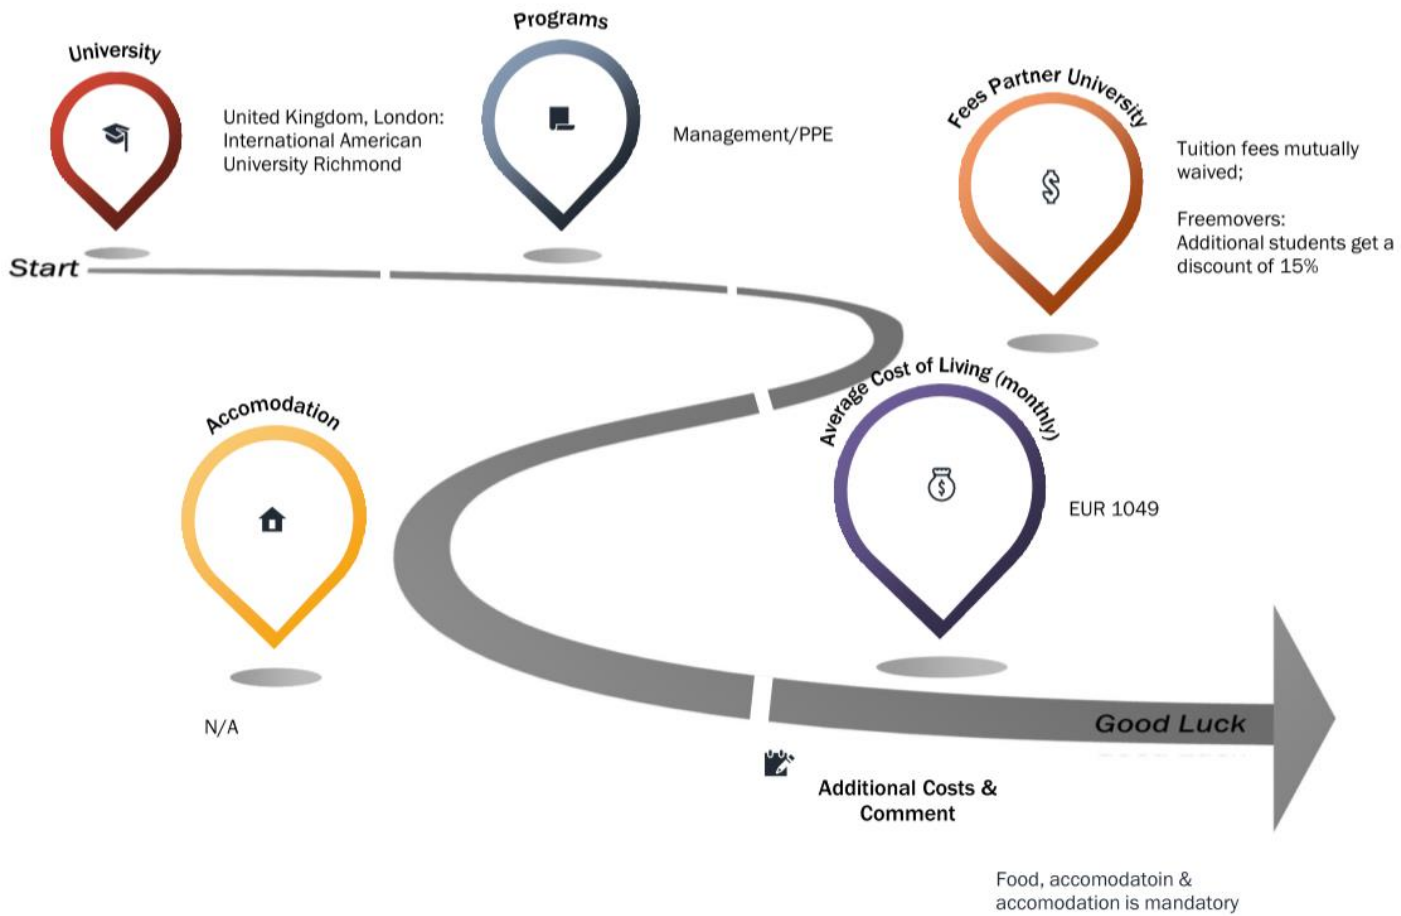 University
United Kingdom, London:
International American
University Richmond
Programs
Management/PPE
Fees Partner University
Tuition fees mutually
waived;
Freemovers:
Additional students get a
discount of 15%
Start
Average Cost of Living (monthly)
EUR 1049
Accomodation
N/A
Good Luck
Additional Costs &
Comment
Food, accomodatoin &
accomodation is mandatory